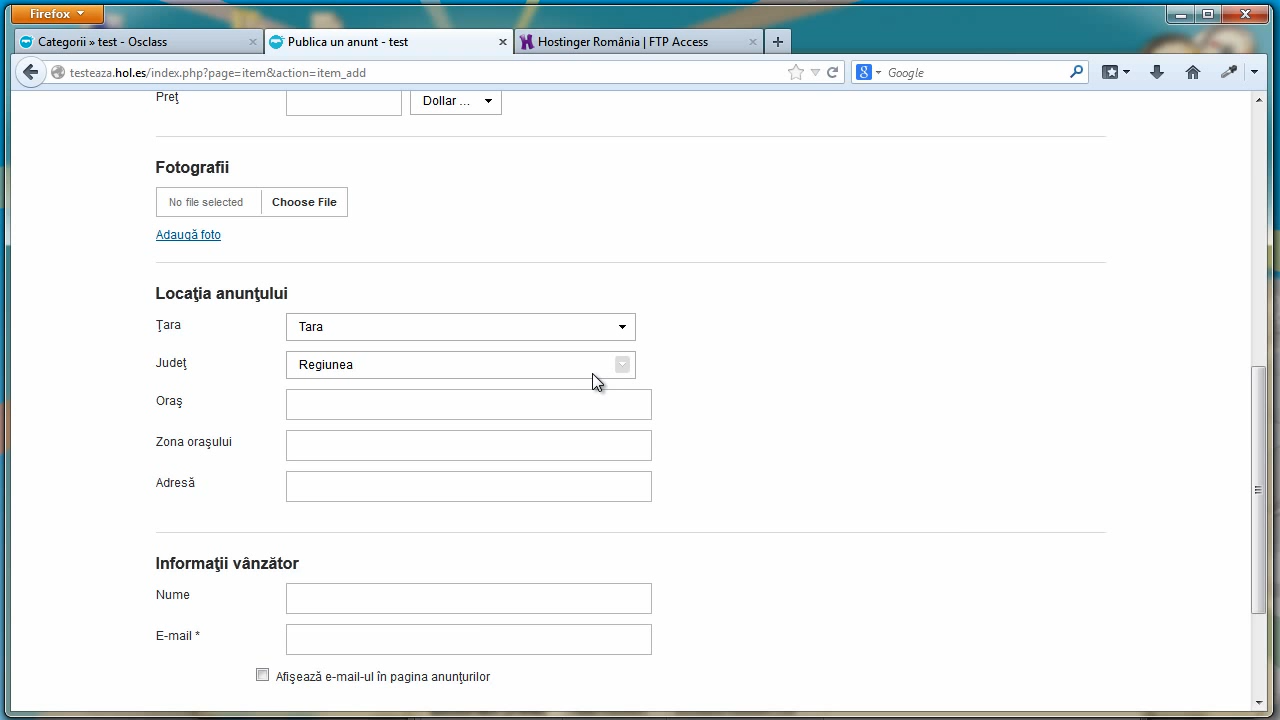 Firefox
Categorii » test - Osclass
Publica un anunt - test
Hostinger România | FTP Access
testeaza.hol.es/index.php?page=item&action=item_add
Google
Preţ
Dollar ...
Fotografii
No file selected
Choose File
Adaugă foto
Locaţia anunţului
Ţara
Tara
Judeţ
Regiunea
Oraş
Zona oraşului
Adresă
Informaţii vânzător
Nume
E-mail *
Afişează e-mail-ul în pagina anunţurilor